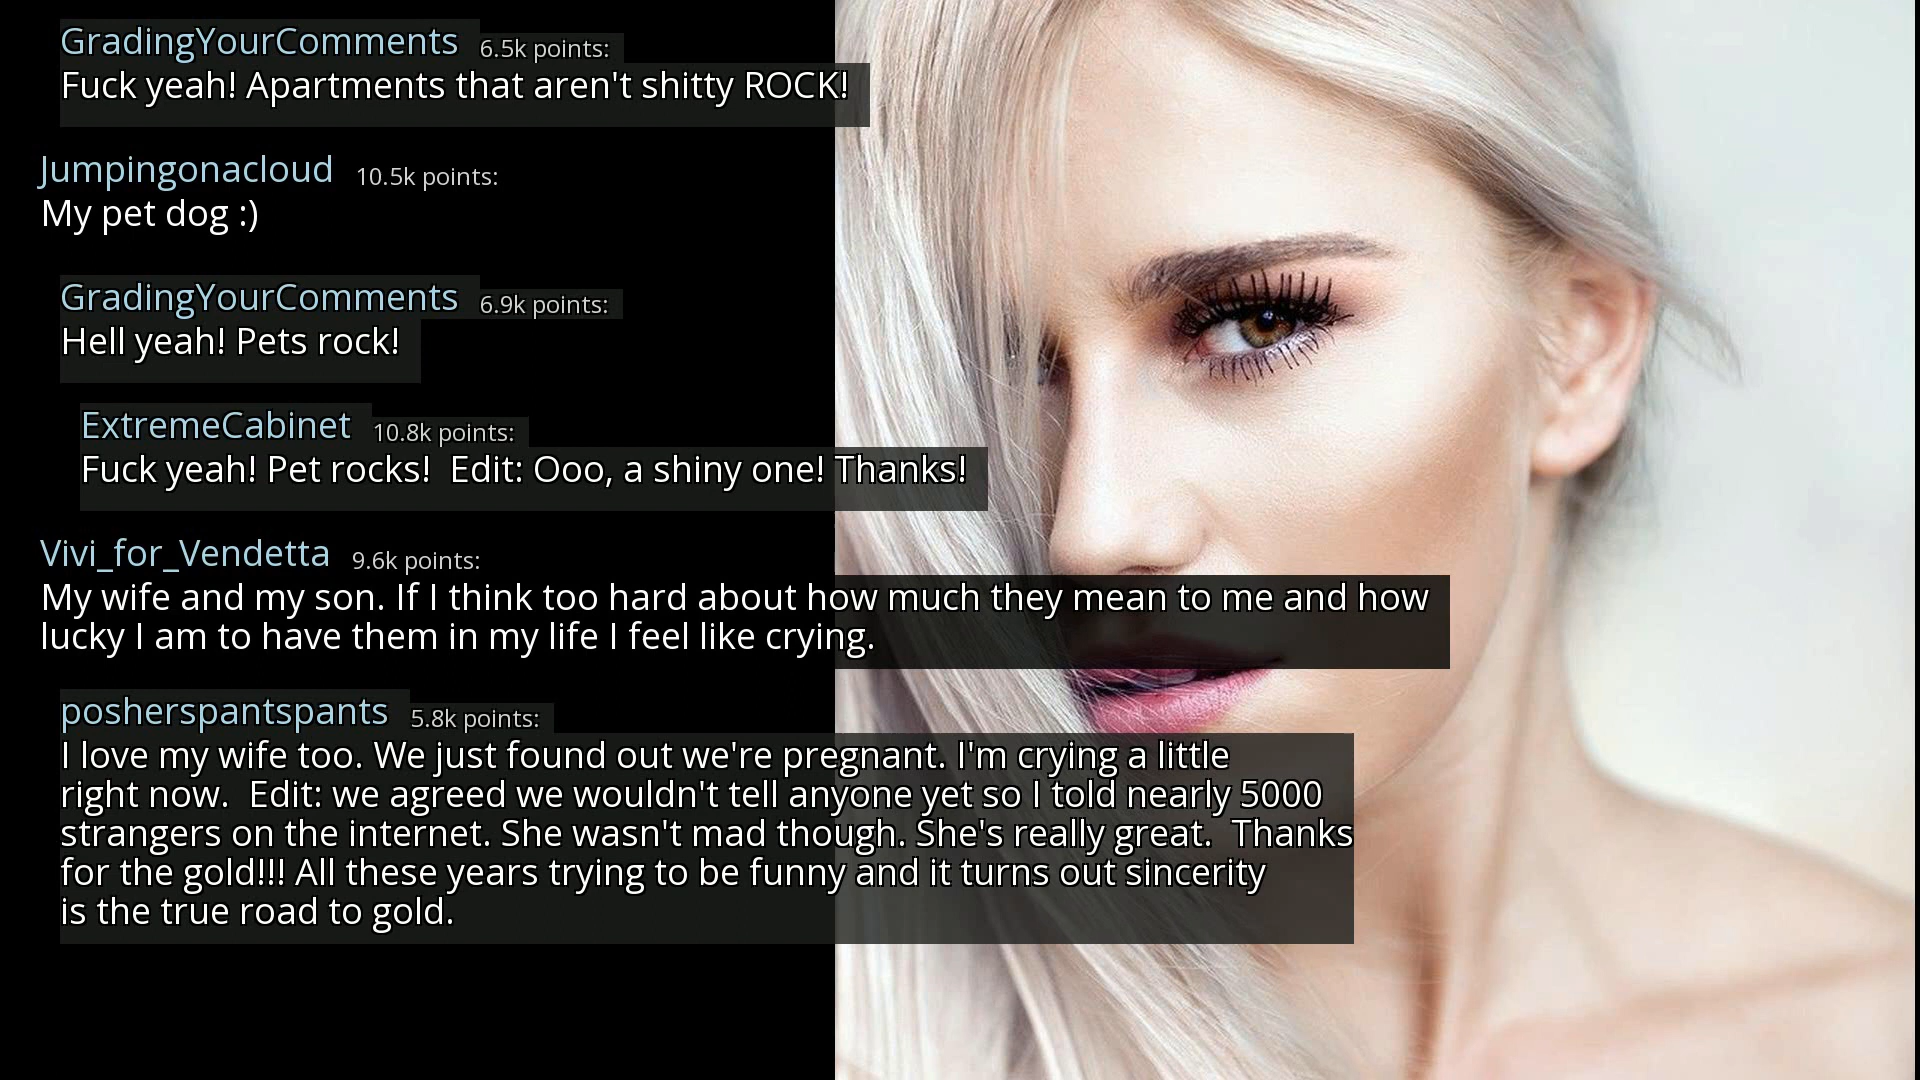 GradingYourComments 6.5k points:
Fuck yeah! Apartments that aren't shitty ROCK!
Jumpingonacloud 10.5k points:
My pet dog :)
GradingYourComments 6.9k points:
Hell yeah! Pets rock!
ExtremeCabinet 10.8k points:
Fuck yeah! Pet rocks!  Edit: Ooo, a shiny one! Thanks!
Vivi_for_Vendetta 9.6k points:
My wife and my son. If I think too hard about how much they mean to me and how
lucky I am to have them in my life I feel like crying.
posherspantspants 5.8k points:
I love my wife too. We just found out we're pregnant. I'm crying a little
right now.  Edit: we agreed we wouldn't tell anyone yet so I told nearly 5000
strangers on the internet. She wasn't mad though. She's really great.  Thanks
for the gold!!! All these years trying to be funny and it turns out sincerity
is the true road to gold.